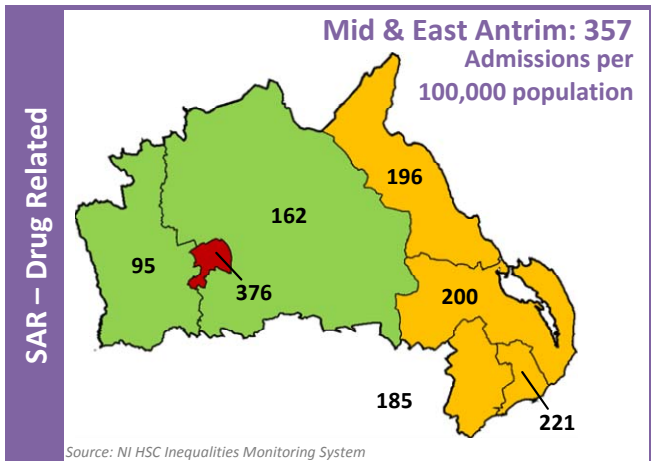 SAR – Drug Related
Mid & East Antrim: 357
Admissions per
100,000 population
196
162
95
376
200
185
221
Source: NI HSC Inequalities Monitoring System